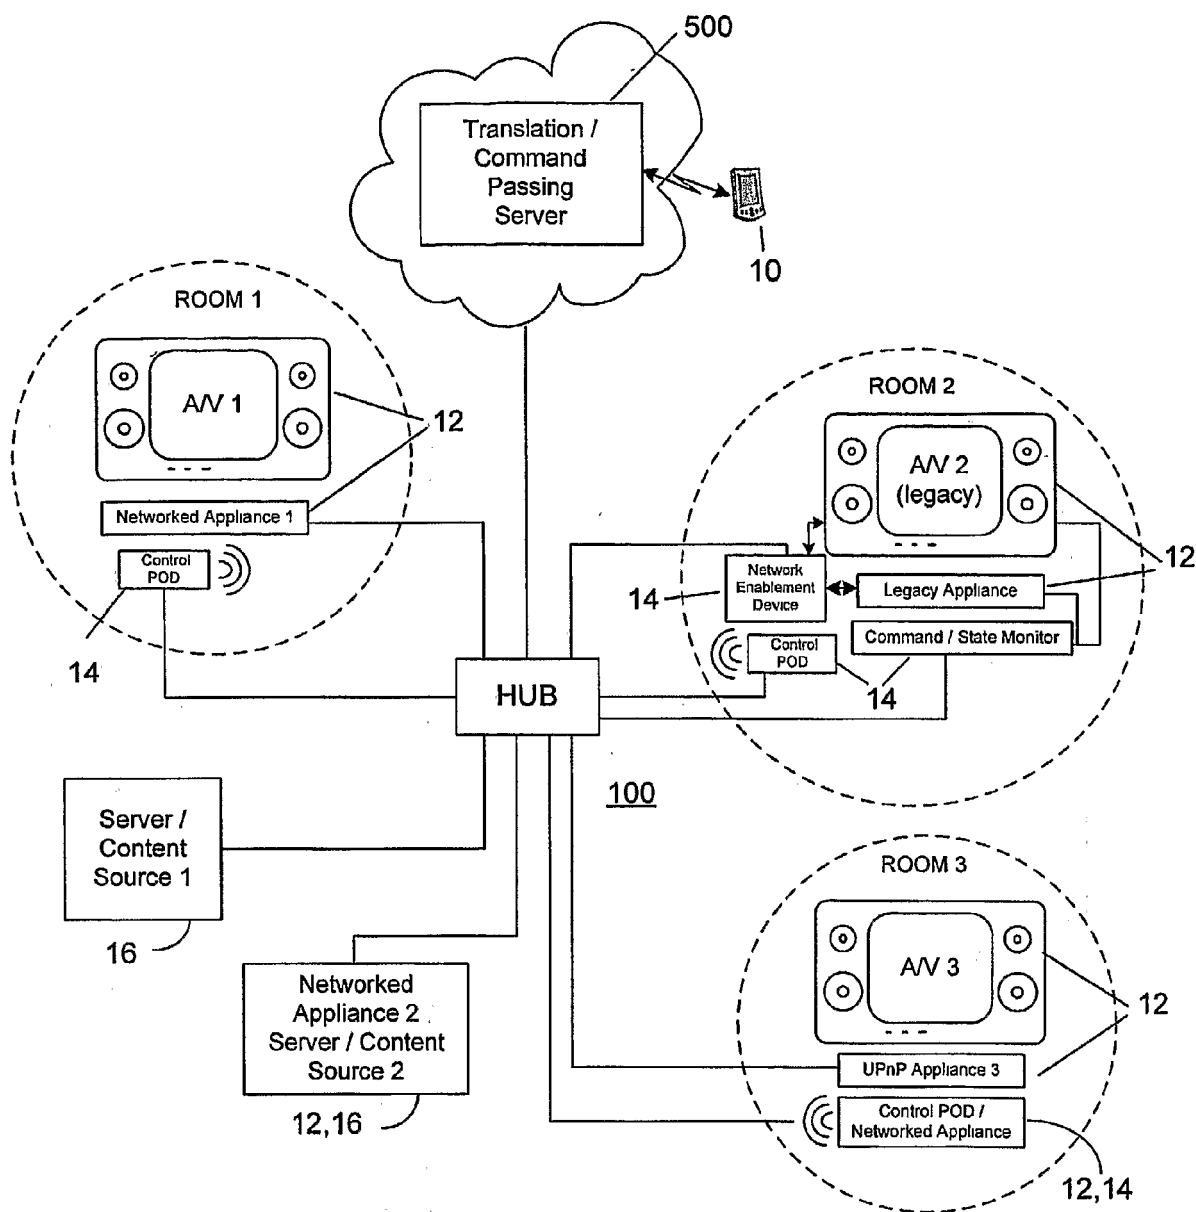 500
Translation /
Command
Passing
Server
10
ROOM 1
A/V 1
12
Networked Appliance 1
Control
POD
14
ROOM 2
A/V 2
(legacy)
12
Network
Enablement
Device
14
Legacy Appliance
Command / State Monitor
Control
POD
14
HUB
100
Server /
Content
Source 1
16
Networked
Appliance 2
Server / Content
Source 2
12,16
ROOM 3
A/V 3
12
UPnP Appliance 3
Control POD /
Networked Appliance
12,14